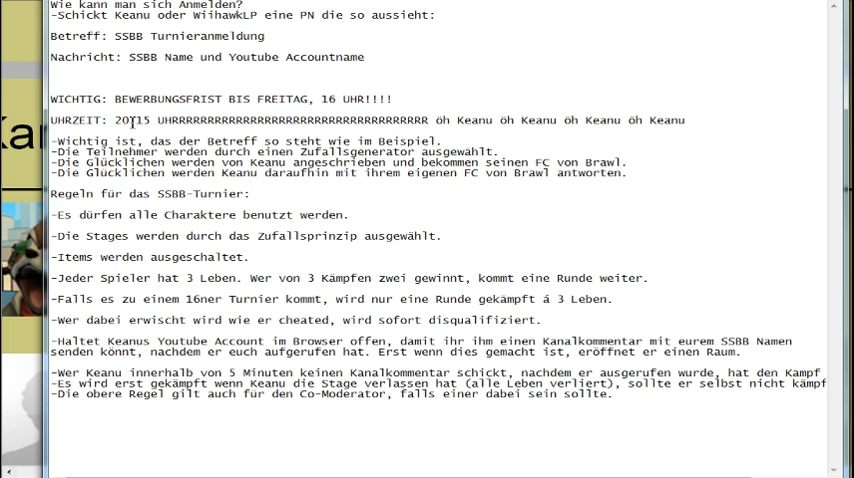 Wie kann man sich Anmelden?
-Schickt Keanu oder WiihawkLP eine PN die so aussieht:
Betreff: SSBB Turnieranmeldung
Nachricht: SSBB Name und Youtube Accountname
WICHTIG: BEWERBUNGSFRIST BIS FREITAG, 16 UHR!!!!
UHRZEIT: 20:15 UHRRRRRRRRRRRRRRRRRRRRRRRRRRRRRRRRRRRR öh Keanu öh Keanu öh Keanu öh Keanu
-Wichtig ist, das der Betreff so steht wie im Beispiel.
-Die Teilnehmer werden durch einen Zufallsgenerator ausgewählt.
-Die Glücklichen werden von Keanu angeschrieben und bekommen seinen FC von Brawl.
-Die Glücklichen werden Keanu daraufhin mit ihrem eigenen FC von Brawl antworten.
Regeln für das SSBB-Turnier:
-Es dürfen alle Charaktere benutzt werden.
-Die Stages werden durch das Zufallsprinzip ausgewählt.
-Items werden ausgeschaltet.
-Jeder Spieler hat 3 Leben. Wer von 3 Kämpfen zwei gewinnt, kommt eine Runde weiter.
-Falls es zu einem 16ner Turnier kommt, wird nur eine Runde gekämpft á 3 Leben.
-Wer dabei erwischt wird wie er cheated, wird sofort disqualifiziert.
-Haltet Keanus Youtube Account im Browser offen, damit ihr ihm einen Kanalkommentar mit eurem SSBB Namen
senden könnt, nachdem er euch aufgerufen hat. Erst wenn dies gemacht ist, eröffnet er einen Raum.
-Wer Keanu innerhalb von 5 Minuten keinen Kanalkommentar schickt, nachdem er ausgerufen wurde, hat den Kampf
-Es wird erst gekämpft wenn Keanu die Stage verlassen hat (alle Leben verliert), sollte er selbst nicht kämpf
-Die obere Regel gilt auch für den Co-Moderator, falls einer dabei sein sollte.